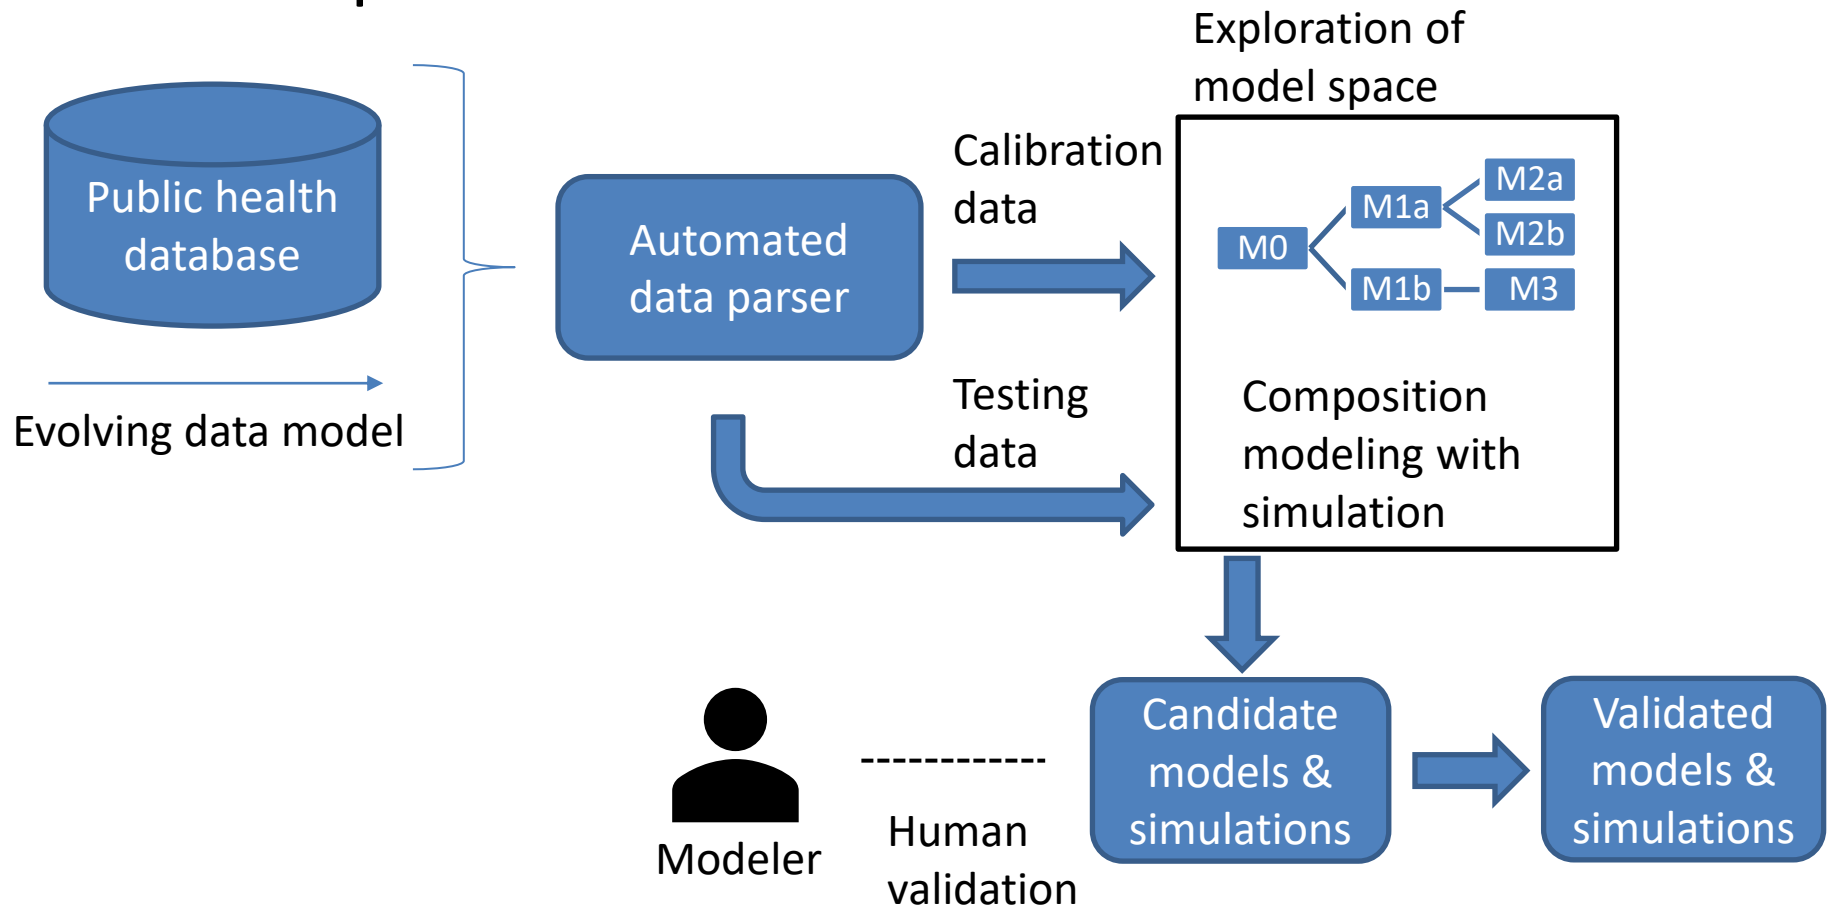 Exploration of
model space
Public health
database
Evolving data model
Automated
data parser
Calibration
data
Testing
data
M0
M1a
M1b
M2a
M2b
M3
Composition
modeling with
simulation
Modeler
Human
validation
Candidate
models &
simulations
Validated
models &
simulations